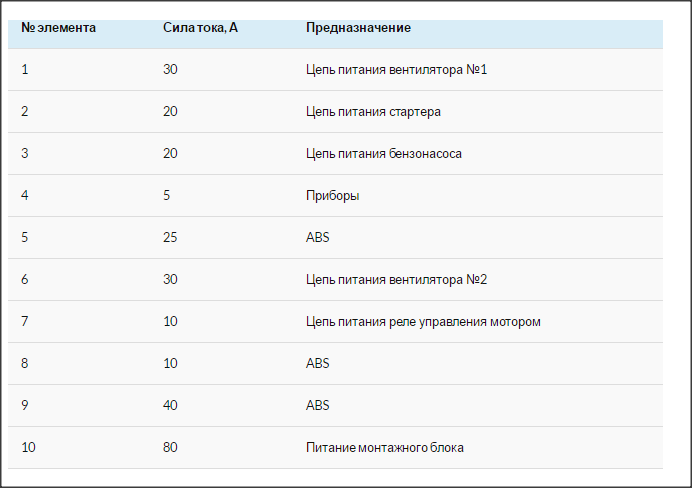 № элемента Сила тока, А Предназначение
1 30 Цепь питания вентилятора №1
2 20 Цепь питания стартера
3 20 Цепь питания бензонасоса
4 5 Приборы
5 25 ABS
6 30 Цепь питания вентилятора №2
7 10 Цепь питания реле управления мотором
8 10 ABS
9 40 ABS
10 80 Питание монтажного блока